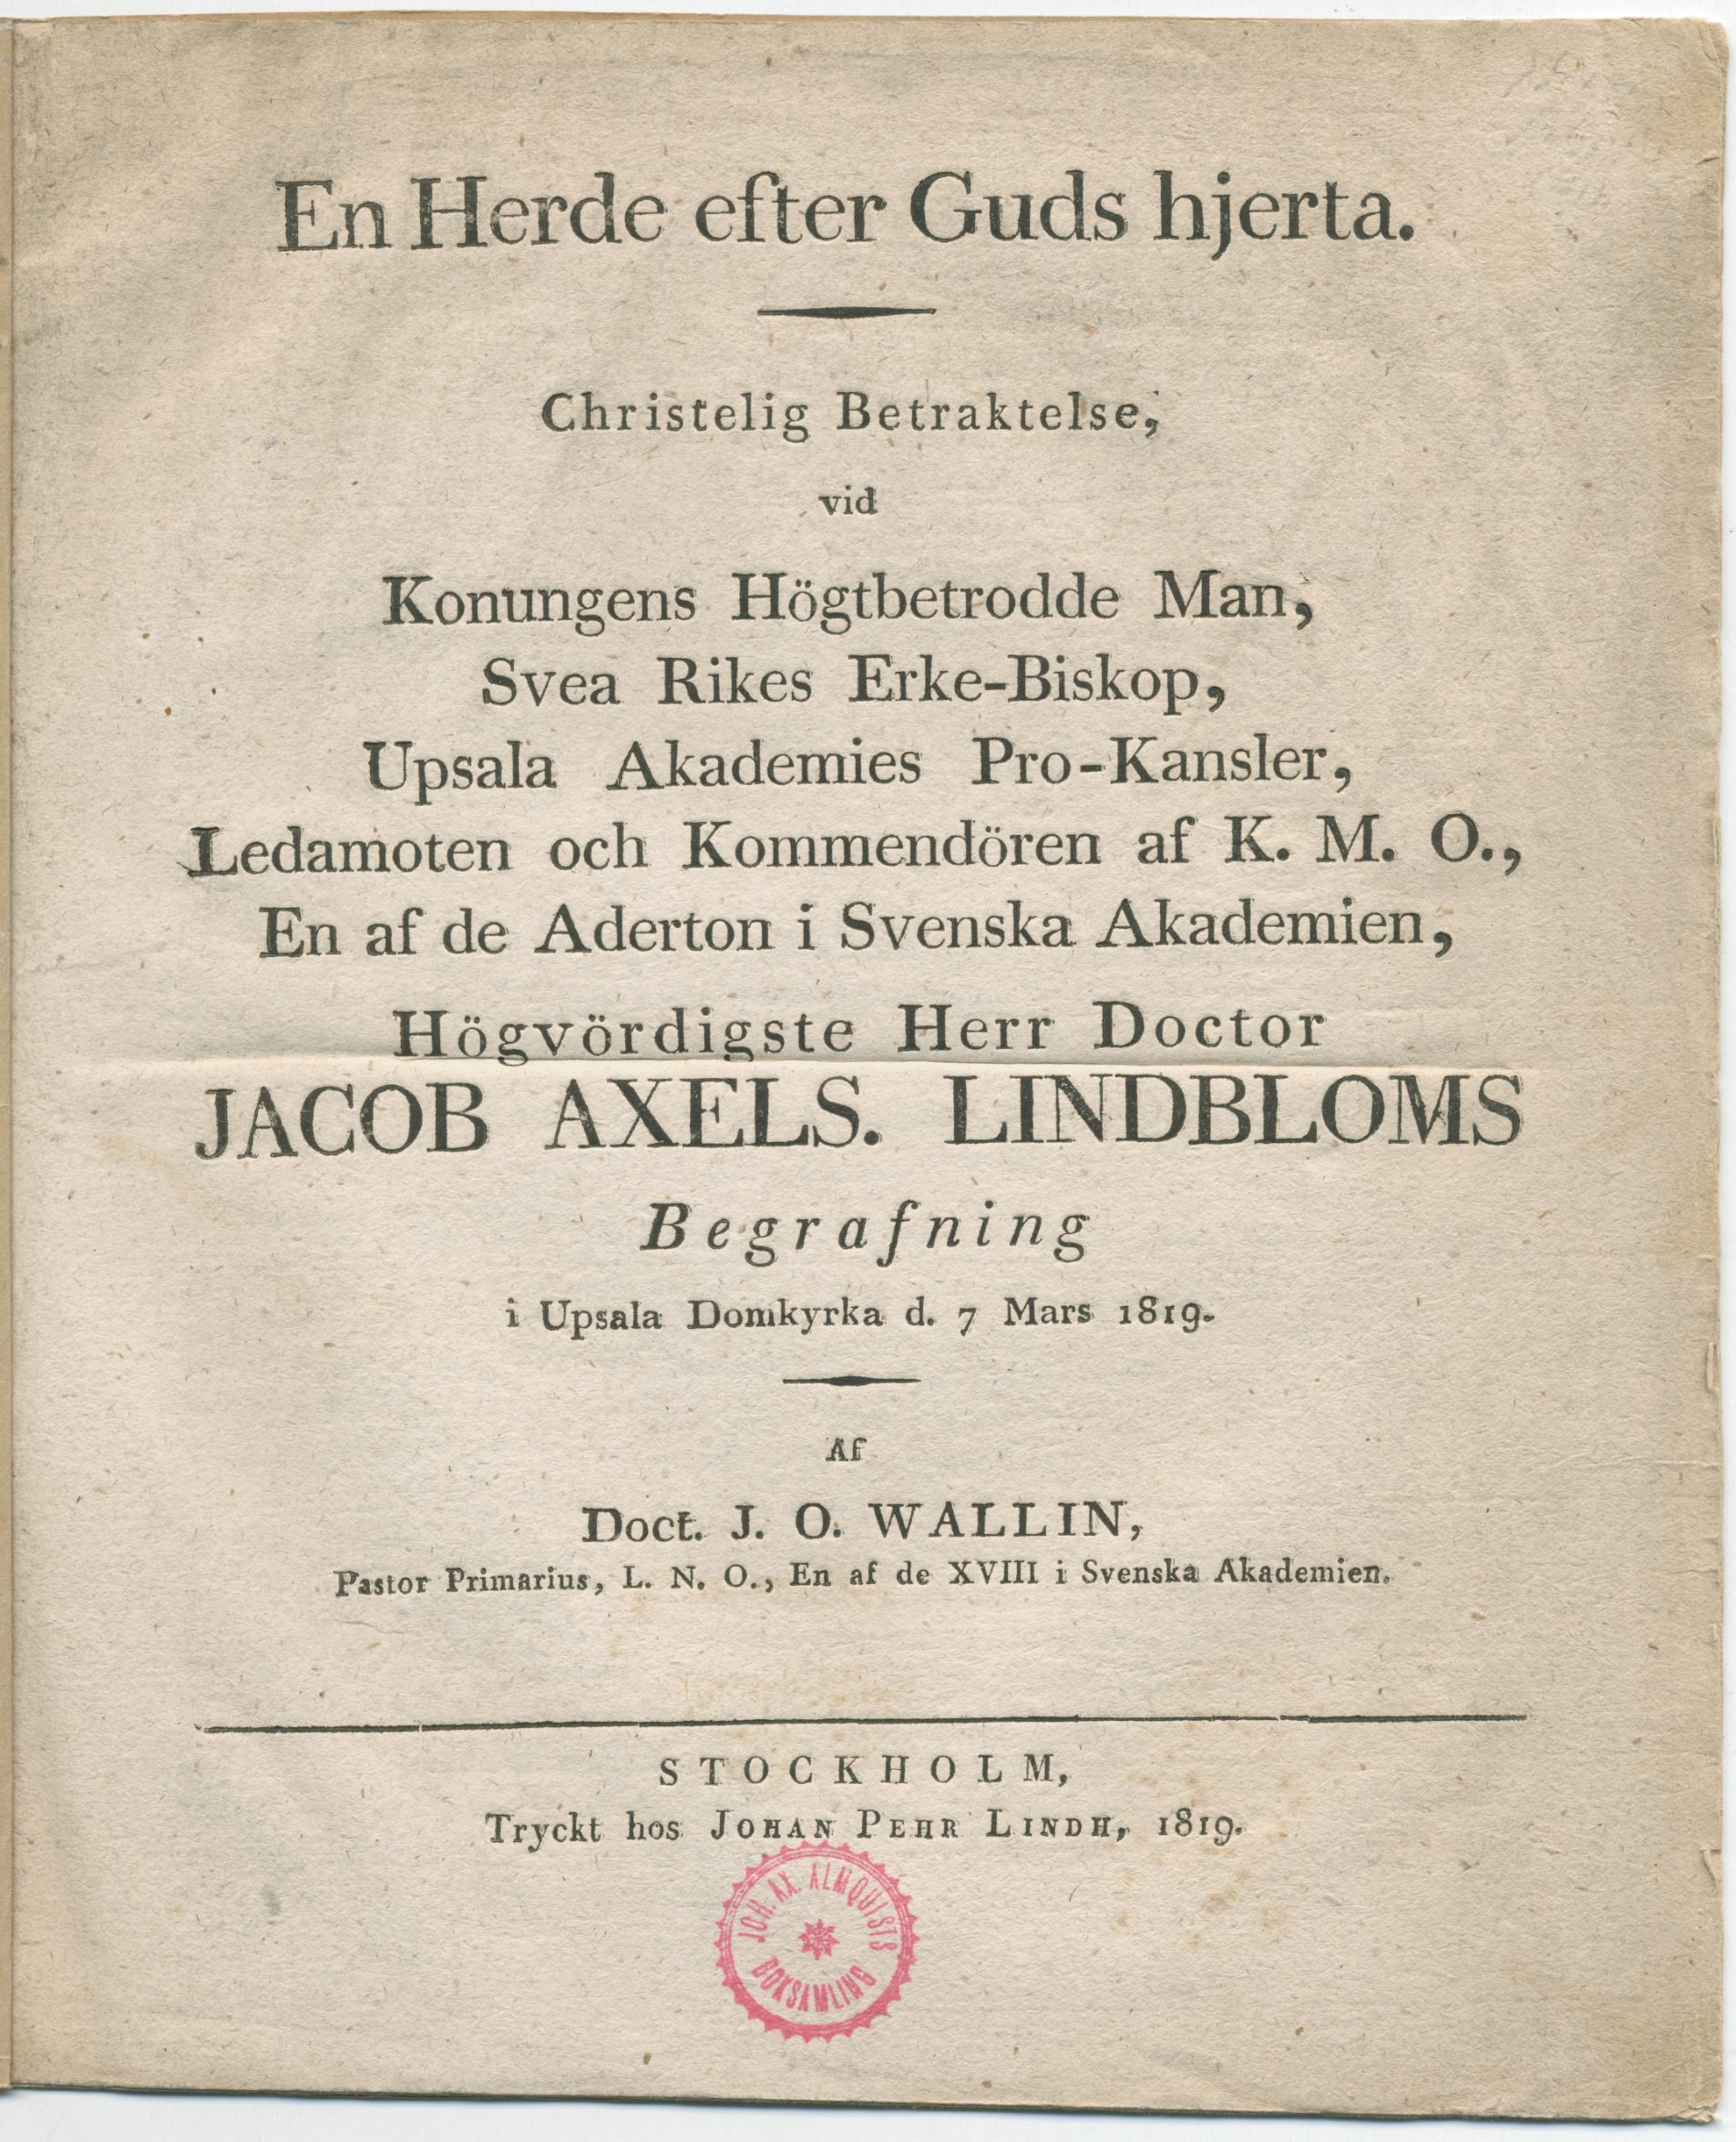 En Herde efter Guds hjerta.
Christelig Betraktelse,
vid
Konungens Högtbetrodde Man,
Svea Rikes Erke-Biskop,
Upsala Akademies Pro-Kansler,
Ledamoten och Kommendören af K. M. O.,
En af de Aderton i Svenska Akademien,
Högvördigste Herr Doctor
JACOB AXELS. LINDBLOMS
Begrafning
i Upsala Domkyrka d. 7 Mars 1819.
Af
Doct. J. O. WALLIN,
Pastor Primarius, L. N. O., En af de XVIII i Svenska Akademien.
STOCKHOLM,
Tryckt hos JOHAN PEHR LINDH, 1819.
JOH. AX. ALMQUISTS
BOKSAMLING